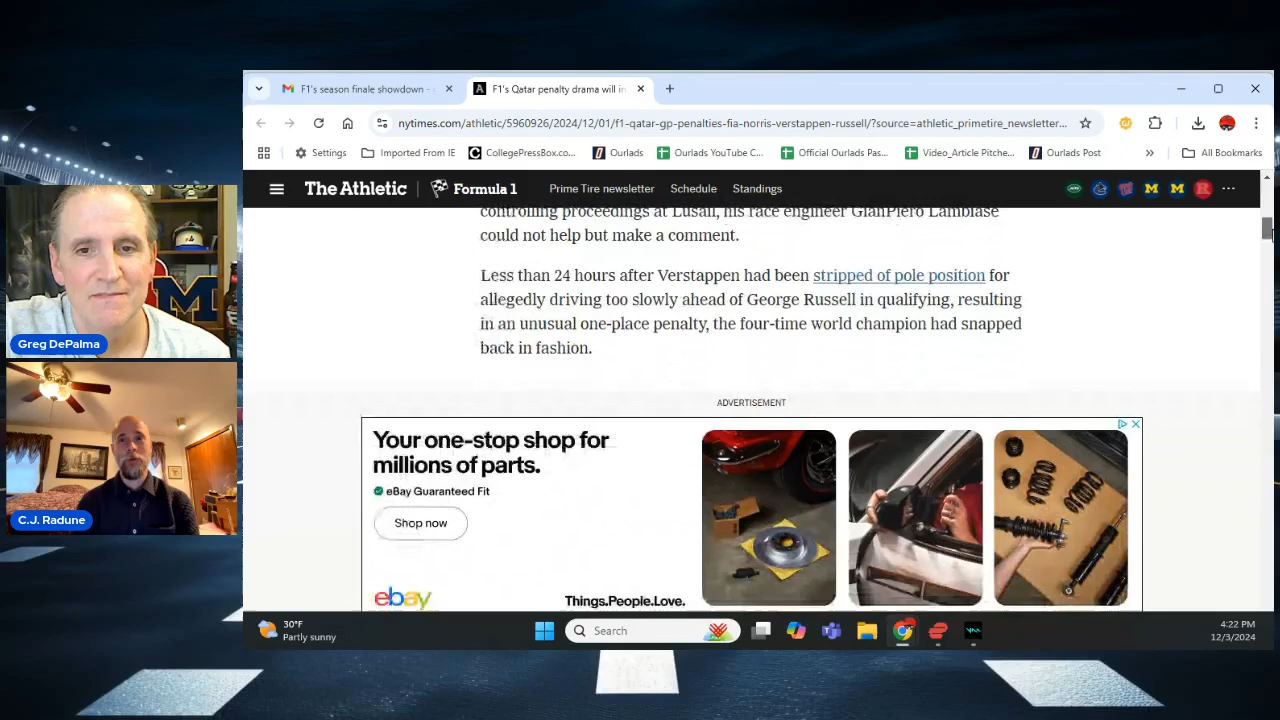 F1's season finale showdown -
F1's Qatar penalty drama will in
nytimes.com/athletic/5960926/2024/12/01/f1-qatar-gp-penalties-fia-norris-verstappen-russell/?source=athletic_primetire_newsletter...
Settings
Imported From IE
CollegePressBox.co...
Ourlads
Ourlads YouTube C...
Official Ourlads Pas...
Video_Article Pitche...
Ourlads Post
All Bookmarks
The Athletic
Formula 1
Prime Tire newsletter
Schedule
Standings
controlling proceedings at Lusail, his race engineer GianPiero Lambiase
could not help but make a comment.
Less than 24 hours after Verstappen had been stripped of pole position for
allegedly driving too slowly ahead of George Russell in qualifying, resulting
in an unusual one-place penalty, the four-time world champion had snapped
back in fashion.
ADVERTISEMENT
Your one-stop shop for
millions of parts.
eBay Guaranteed Fit
Shop now
ebay
Things.People.Love.
Greg DePalma
C.J. Radune
30°F
Partly sunny
Search
4:22 PM
12/3/2024